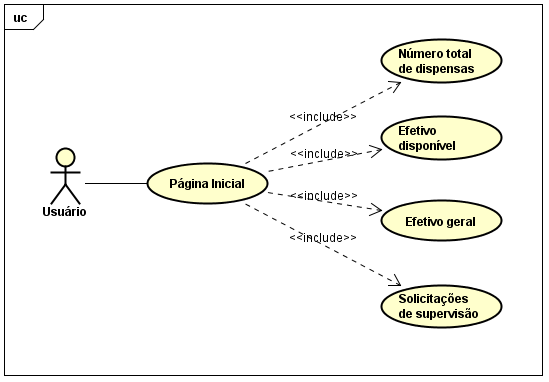 uc
Número total
de dispensas
<<include>>
Efetivo
disponível
<<include>>
Usuário
Página Inicial
<<include>>
Efetivo geral
<<include>>
Solicitações
de supervisão